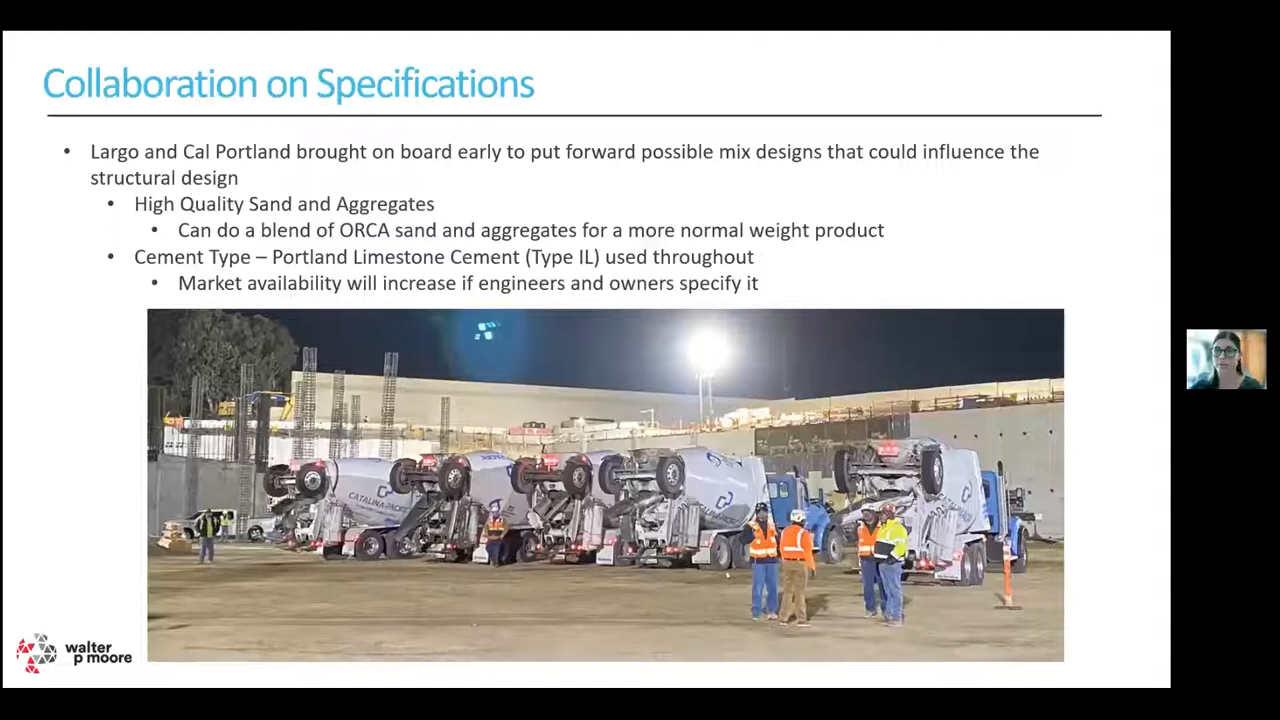 Collaboration on Specifications
• Largo and Cal Portland brought on board early to put forward possible mix designs that could influence the
structural design
• High Quality Sand and Aggregates
• Can do a blend of ORCA sand and aggregates for a more normal weight product
• Cement Type – Portland Limestone Cement (Type IL) used throughout
• Market availability will increase if engineers and owners specify it
CATALINA PACIFIC
walter
p moore